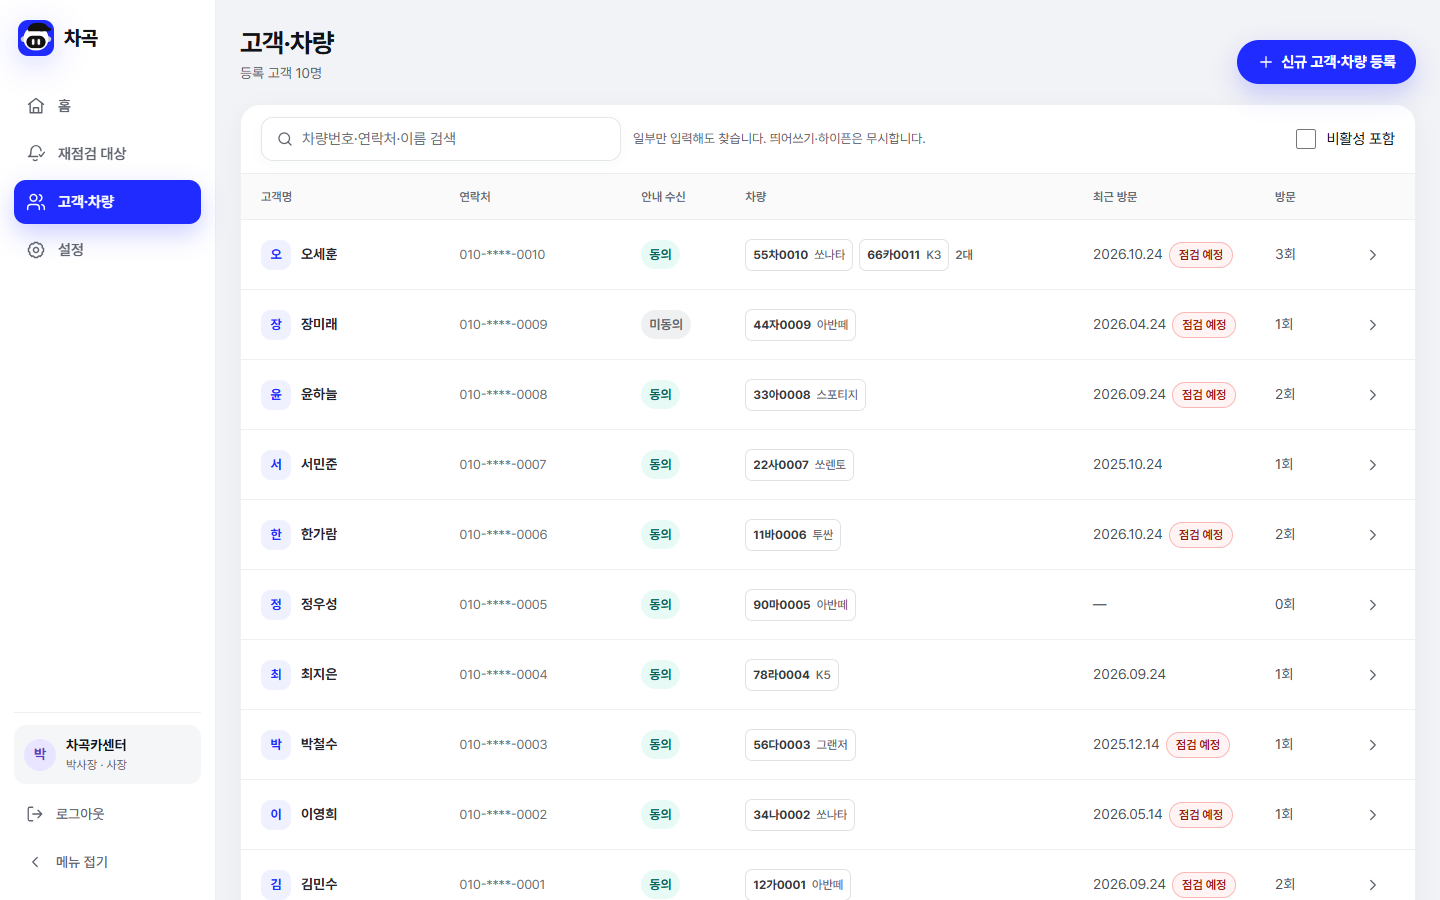 차곡
홈
재점검 대상
고객·차량
설정
차곡카센터
박
박사장 · 사장
로그아웃
메뉴 접기
고객·차량
등록 고객 10명
신규 고객·차량 등록
차량번호·연락처·이름 검색
일부만 입력해도 찾습니다. 띄어쓰기·하이픈은 무시합니다.
비활성 포함
고객명 연락처 안내 수신 차량 최근 방문 방문
오 오세훈 010-****-0010 동의 55차0010 쏘나타 66카0011 K3 2대 2026.10.24 점검 예정 3회
장 장미래 010-****-0009 미동의 44자0009 아반떼 2026.04.24 점검 예정 1회
윤 윤하늘 010-****-0008 동의 33아0008 스포티지 2026.09.24 점검 예정 2회
서 서민준 010-****-0007 동의 22사0007 쏘렌토 2025.10.24 1회
한 한가람 010-****-0006 동의 11바0006 투싼 2026.10.24 점검 예정 2회
정 정우성 010-****-0005 동의 90마0005 아반떼 — 0회
최 최지은 010-****-0004 동의 78라0004 K5 2026.09.24 1회
박 박철수 010-****-0003 동의 56다0003 그랜저 2025.12.14 점검 예정 1회
이 이영희 010-****-0002 동의 34나0002 쏘나타 2026.05.14 점검 예정 1회
김 김민수 010-****-0001 동의 12가0001 아반떼 2026.09.24 점검 예정 2회